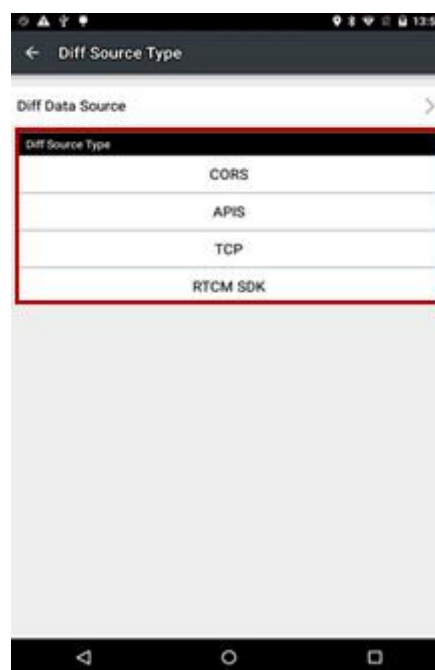 Diff Source Type
Diff Data Source
Diff Source Type
CORS
APIS
TCP
RTCM SDK